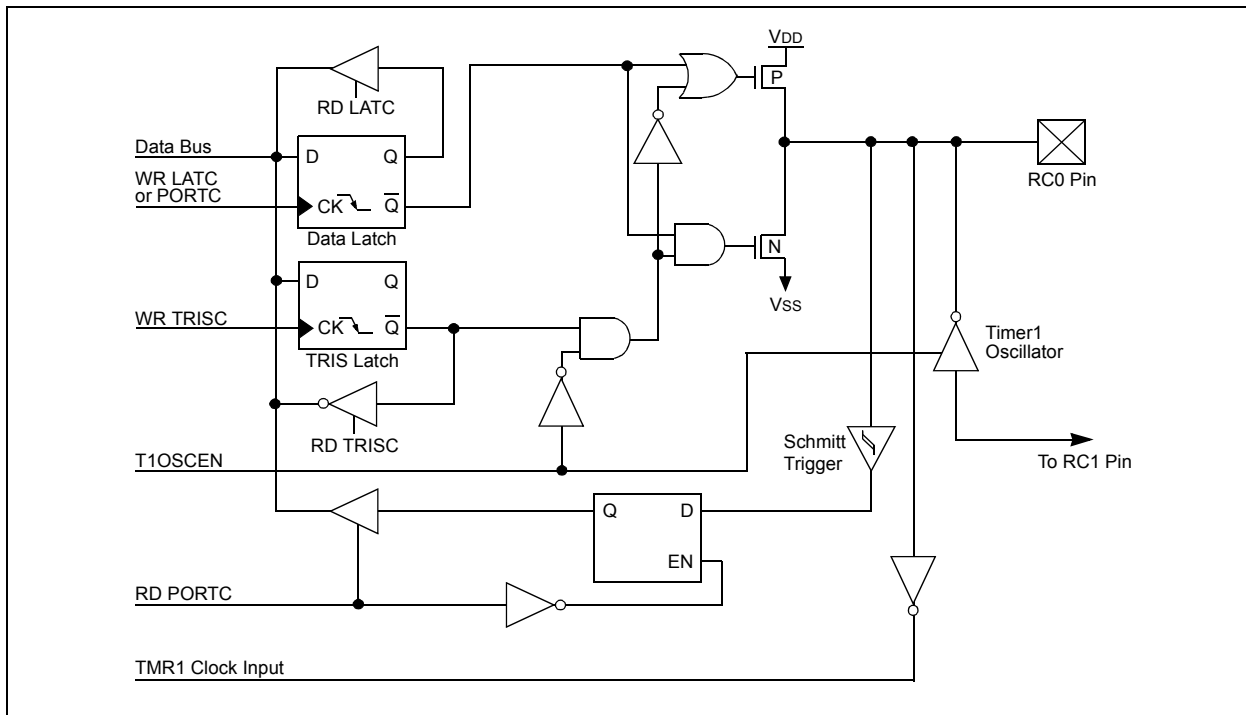 VDD
P
RD LATC
Data Bus
D Q
WR LATC
or PORTC
CK Q̅
Data Latch
RC0 Pin
N
VSS
D Q
WR TRISC
CK Q̅
TRIS Latch
Timer1
Oscillator
RD TRISC
Schmitt
Trigger
To RC1 Pin
T1OSCEN
Q D
EN
RD PORTC
TMR1 Clock Input